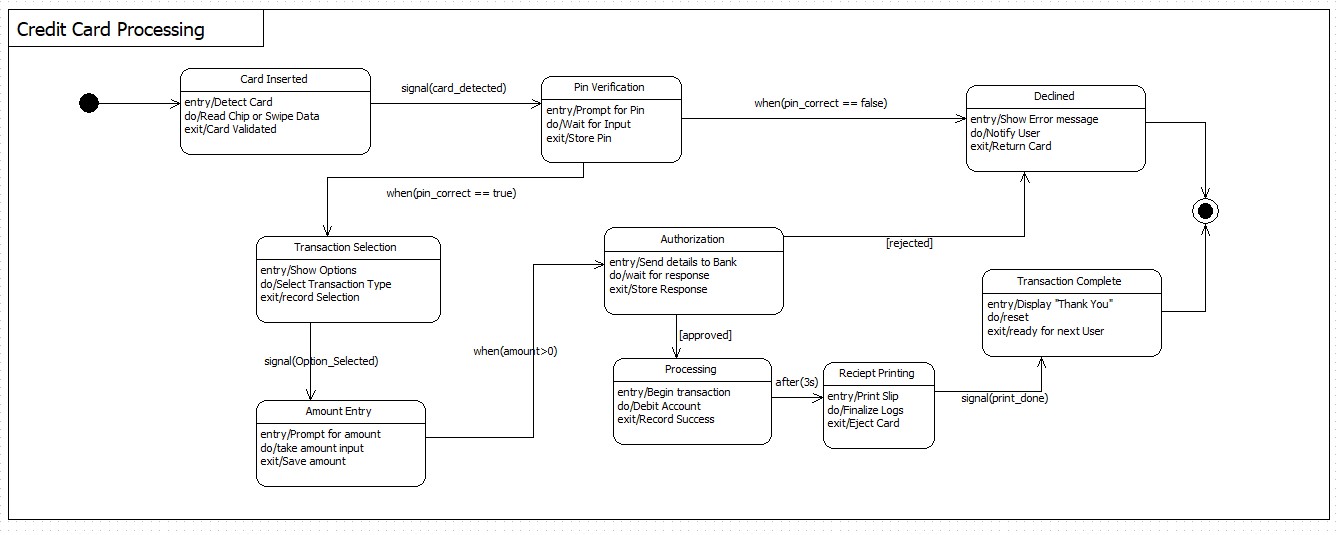 Credit Card Processing
Card Inserted
entry/Detect Card
do/Read Chip or Swipe Data
exit/Card Validated
signal(card_detected)
Pin Verification
entry/Prompt for Pin
do/Wait for Input
exit/Store Pin
when(pin_correct == false)
Declined
entry/Show Error message
do/Notify User
exit/Return Card
when(pin_correct == true)
Transaction Selection
entry/Show Options
do/Select Transaction Type
exit/record Selection
signal(Option_Selected)
Amount Entry
entry/Prompt for amount
do/take amount input
exit/Save amount
when(amount>0)
Authorization
entry/Send details to Bank
do/wait for response
exit/Store Response
[rejected]
[approved]
Processing
entry/Begin transaction
do/Debit Account
exit/Record Success
after(3s)
Reciept Printing
entry/Print Slip
do/Finalize Logs
exit/Eject Card
signal(print_done)
Transaction Complete
entry/Display "Thank You"
do/reset
exit/ready for next User